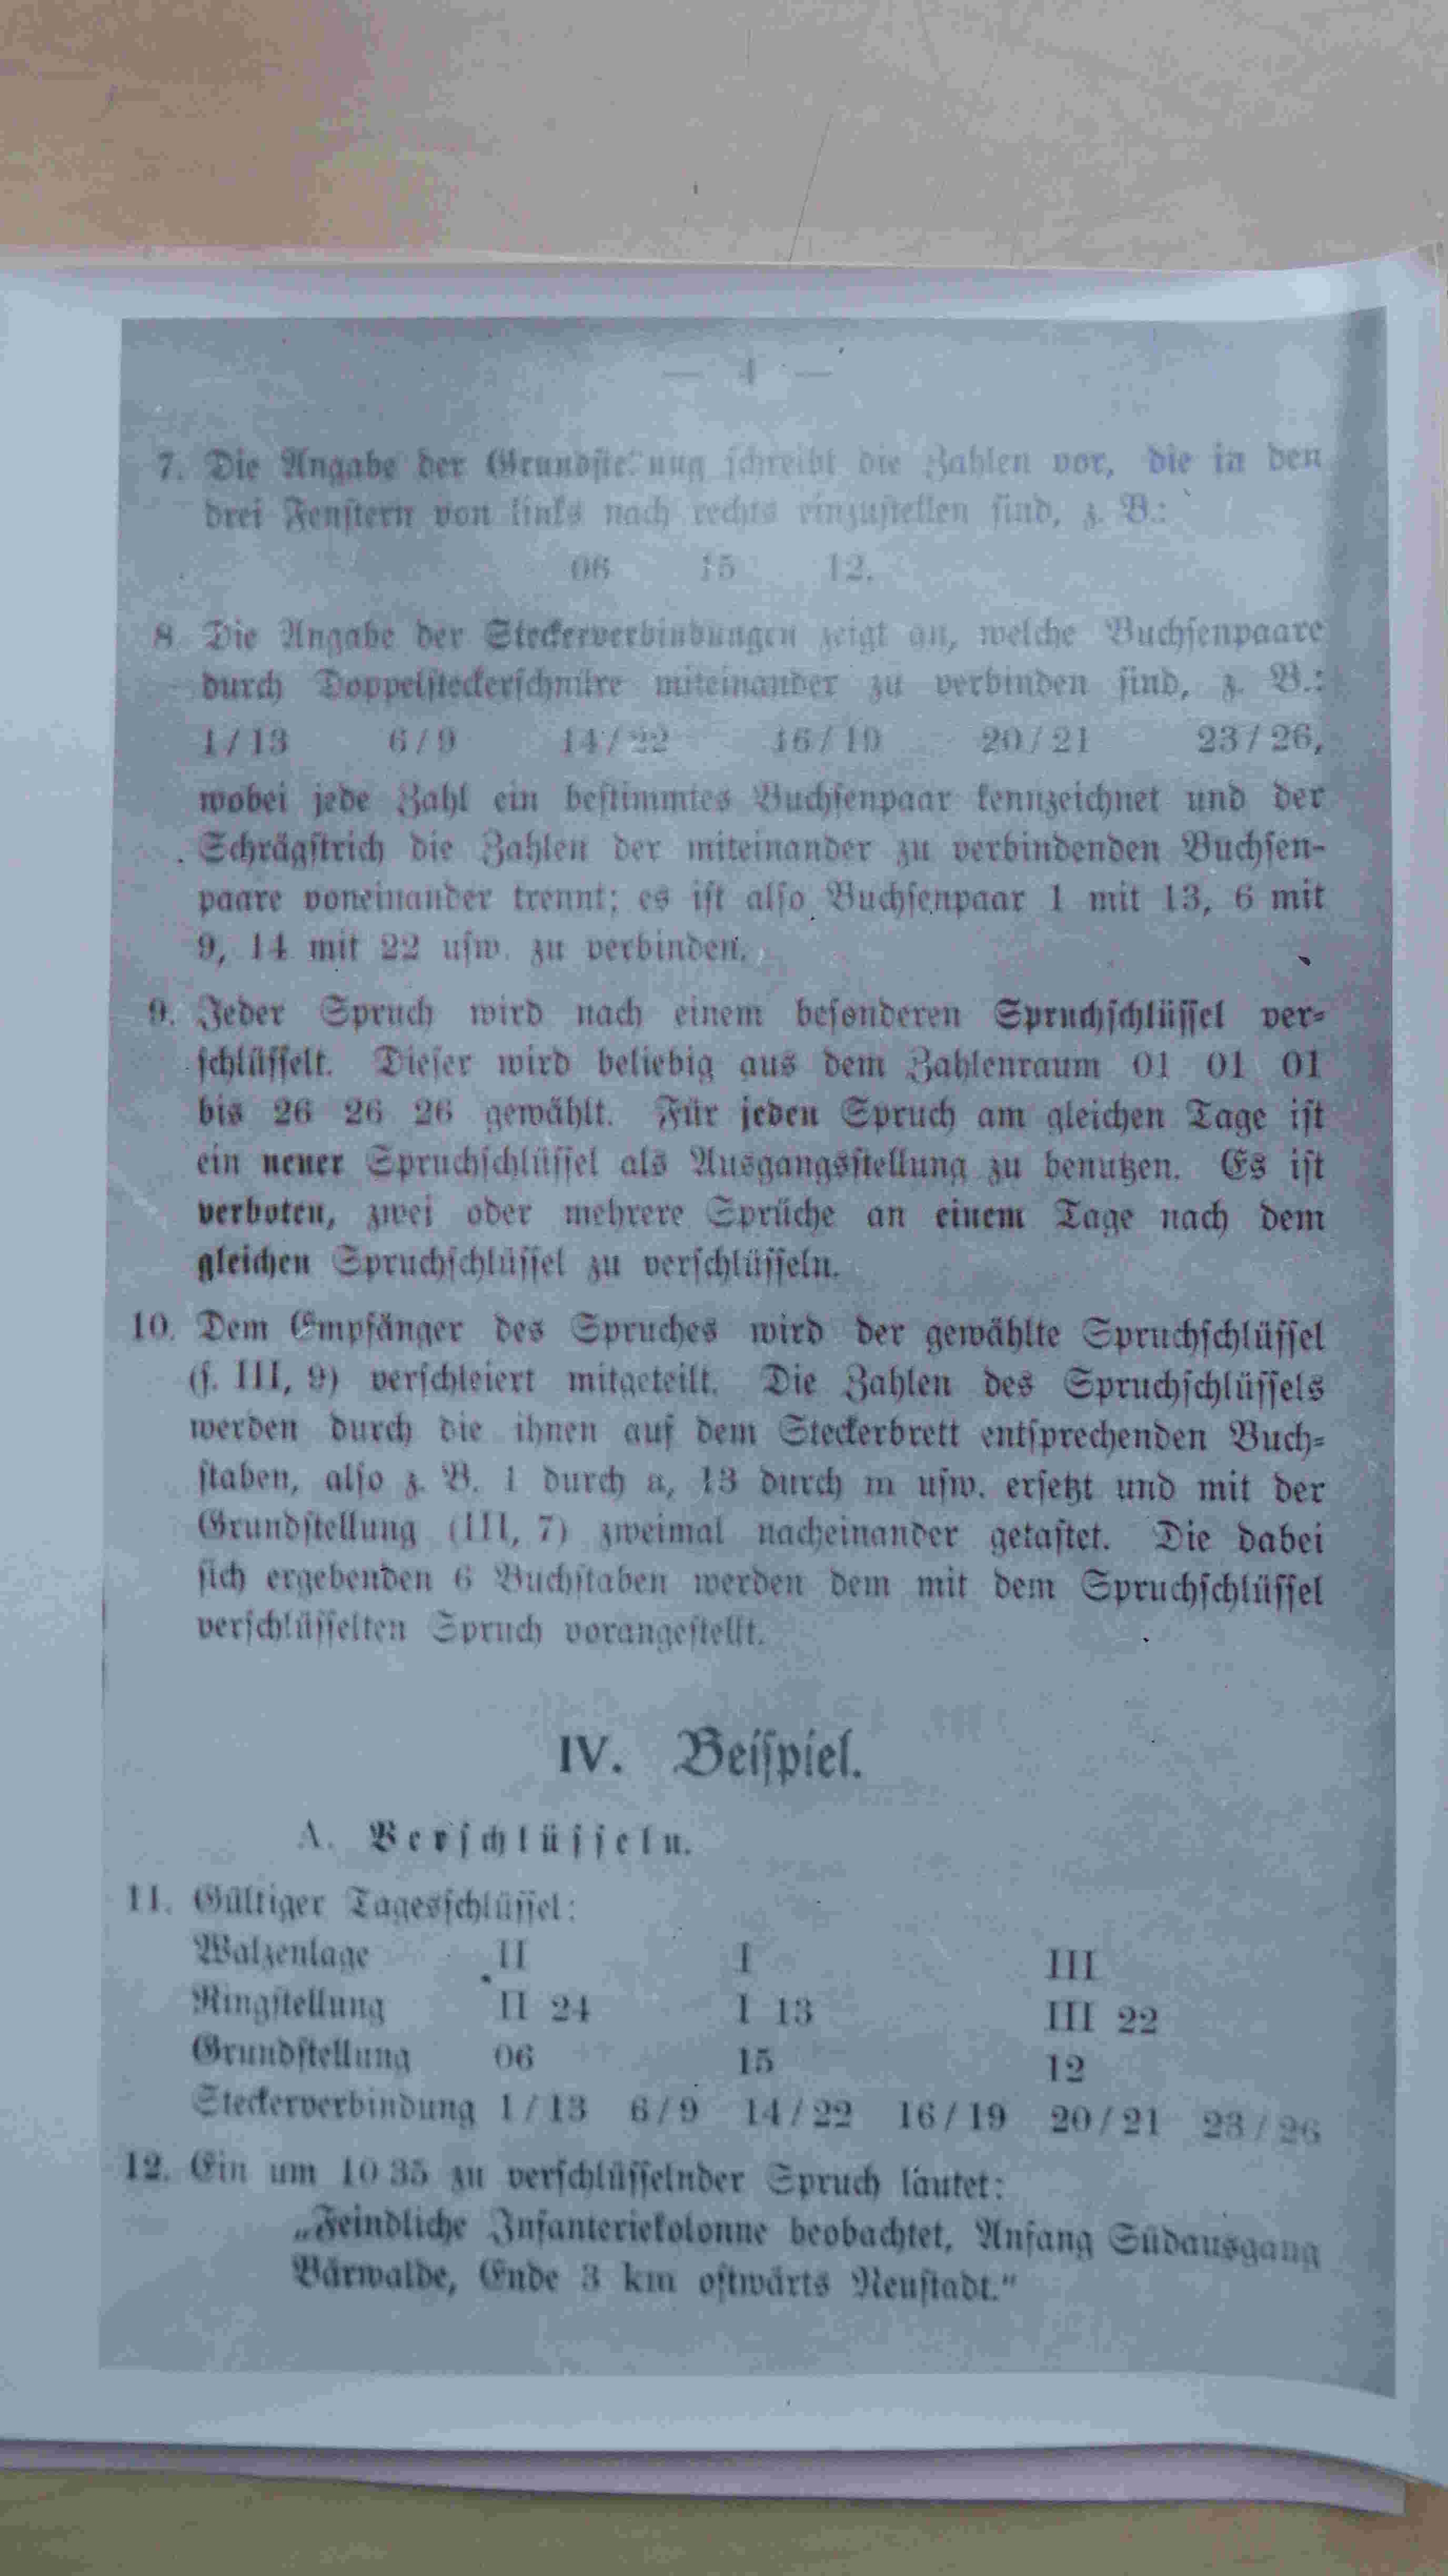 — 4 —
7. Die Angabe der Grundstellung schreibt die Zahlen vor, die in den
drei Fenstern von links nach rechts einzustellen sind, z. B.:
06 15 12.
8. Die Angabe der Steckerverbindungen zeigt an, welche Buchsenpaare
durch Doppelsteckerschnüre miteinander zu verbinden sind, z. B.:
1/13 6/9 14/22 16/19 20/21 23/26,
wobei jede Zahl ein bestimmtes Buchsenpaar kennzeichnet und der
Schrägstrich die Zahlen der miteinander zu verbindenden Buchsen-
paare voneinander trennt; es ist also Buchsenpaar 1 mit 13, 6 mit
9, 14 mit 22 usw. zu verbinden.
9. Jeder Spruch wird nach einem besonderen Spruchschlüssel ver-
schlüsselt. Dieser wird beliebig aus dem Zahlenraum 01 01 01
bis 26 26 26 gewählt. Für jeden Spruch am gleichen Tage ist
ein neuer Spruchschlüssel als Ausgangsstellung zu benutzen. Es ist
verboten, zwei oder mehrere Sprüche an einem Tage nach dem
gleichen Spruchschlüssel zu verschlüsseln.
10. Dem Empfänger des Spruches wird der gewählte Spruchschlüssel
(s. III, 9) verschleiert mitgeteilt. Die Zahlen des Spruchschlüssels
werden durch die ihnen auf dem Steckerbrett entsprechenden Buch-
staben, also z. B. 1 durch a, 13 durch m usw. ersetzt und mit der
Grundstellung (III, 7) zweimal nacheinander getastet. Die dabei
sich ergebenden 6 Buchstaben werden dem mit dem Spruchschlüssel
verschlüsselten Spruch vorangestellt.
IV. Beispiel.
A. Verschlüsseln.
11. Gültiger Tagesschlüssel:
Walzenlage II I III
Ringstellung II 24 I 13 III 22
Grundstellung 06 15 12
Steckerverbindung 1/13 6/9 14/22 16/19 20/21 23/26
12. Ein um 10 35 zu verschlüsselnder Spruch lautet:
„Feindliche Infanteriekolonne beobachtet, Anfang Südausgang
Bärwalde, Ende 3 km ostwärts Neustadt.“